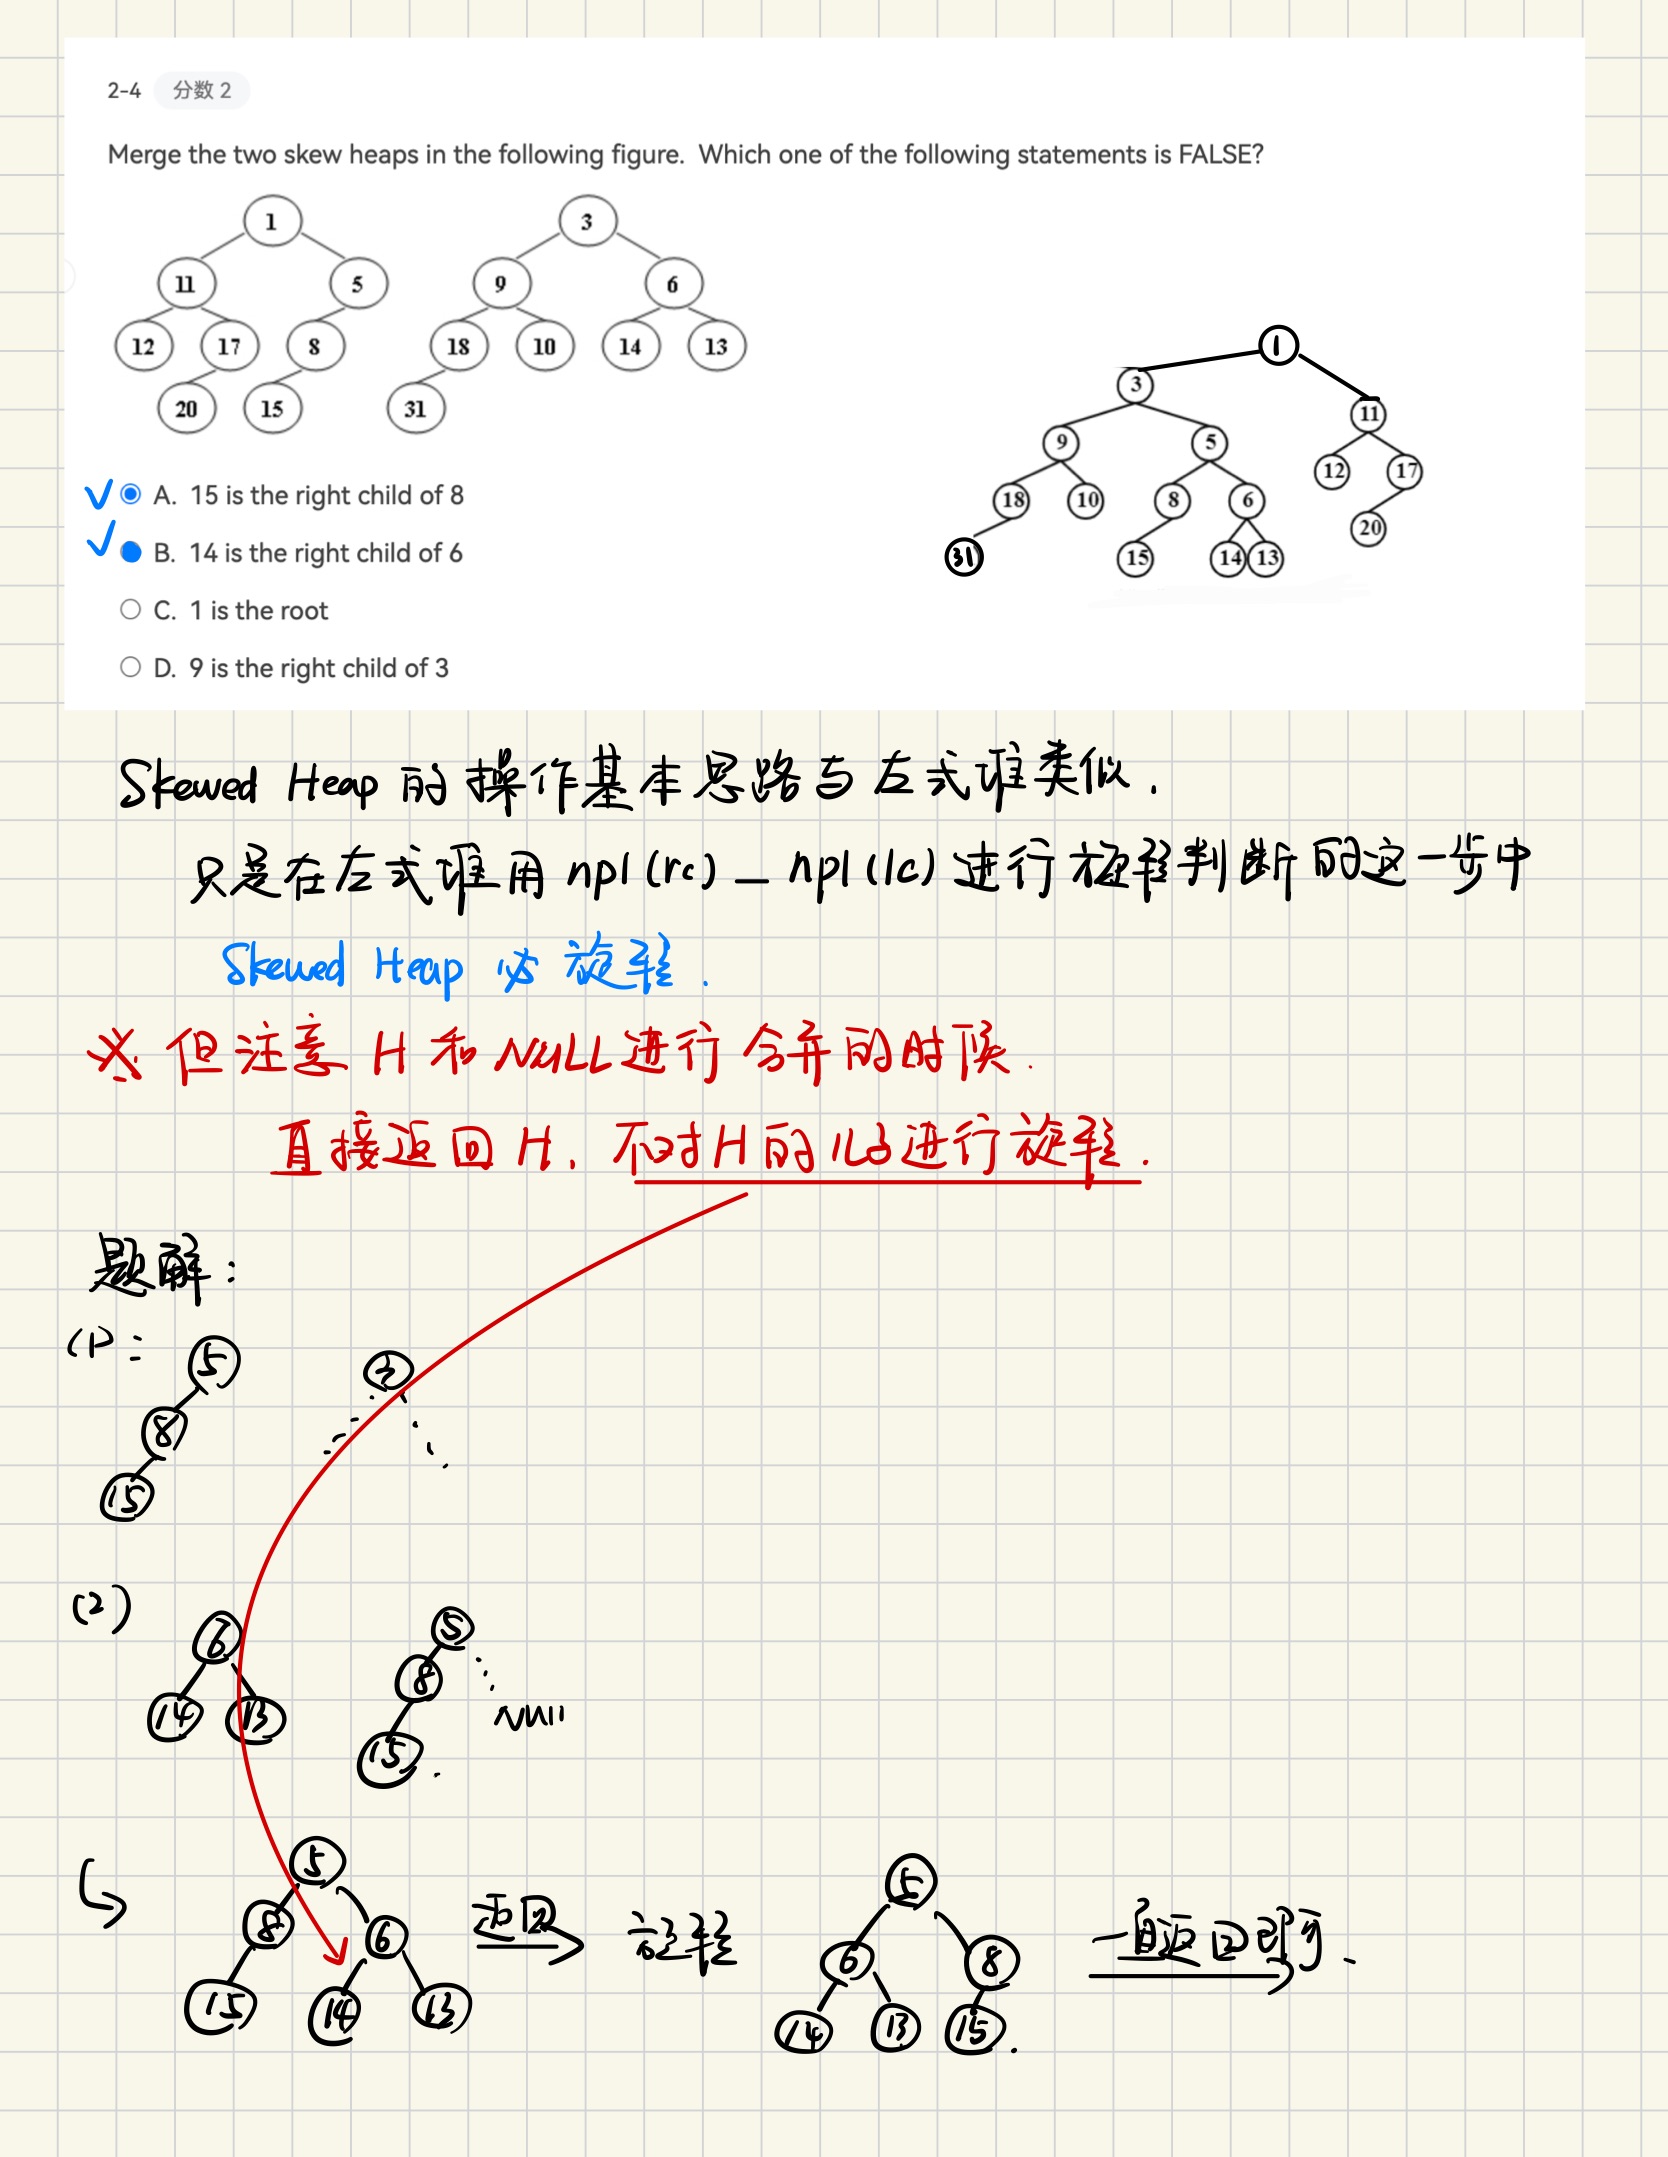 2-4 分数 2
Merge the two skew heaps in the following figure. Which one of the following statements is FALSE?
1 3
11 5 9 6
12 17 8 18 10 14 13
20 15 31
1
3 11
9 5 12 17
18 10 8 6 20
31 15 14 13
A. 15 is the right child of 8
B. 14 is the right child of 6
C. 1 is the root
D. 9 is the right child of 3
Skewed Heap 的操作基本思路与左式堆类似.
只是在左式堆用 npl(rc) — npl(lc) 进行旋转判断的这一步中
Skewed Heap 必旋转.
※ 但注意 H 和 NULL 进行合并的时候.
直接返回 H, 不对H的儿子进行旋转.
题解:
(1):
5 3
8
15
(2)
6 5
14 13 8
NULL
15
5
8 6
15 14 13
返回
旋转
5
6 8
14 13 15
一直返回即可.